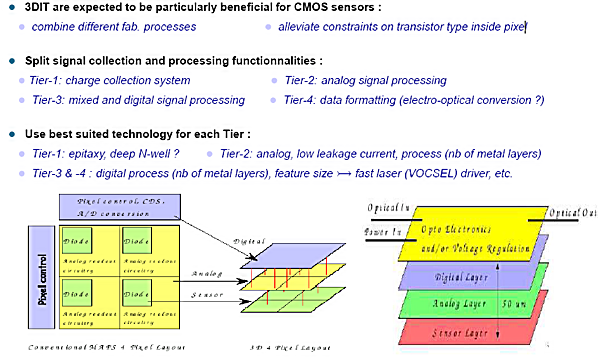 3DIT are expected to be particularly beneficial for CMOS sensors :
combine different fab. processes
alleviate constraints on transistor type inside pixel
Split signal collection and processing functionnalities :
Tier-1: charge collection system
Tier-2: analog signal processing
Tier-3: mixed and digital signal processing
Tier-4: data formatting (electro-optical conversion ?)
Use best suited technology for each Tier :
Tier-1: epitaxy, deep N-well ?
Tier-2: analog, low leakage current, process (nb of metal layers)
Tier-3 & -4 : digital process (nb of metal layers), feature size ↣ fast laser (VOCSEL) driver, etc.
Pixel control, CDS,
A/D conversion
Pixel control
Diode
Analog readout
circuitry
Diode
Analog readout
circuitry
Diode
Analog readout
circuitry
Diode
Analog readout
circuitry
Conventional MAPS 4 Pixel Layout
Digital
Analog
Sensor
3D 4 Pixel Layout
Optical In
Power In
Optical Out
Opto Electronics
and/or Voltage Regulation
Digital Layer
Analog Layer
50 um
Sensor Layer